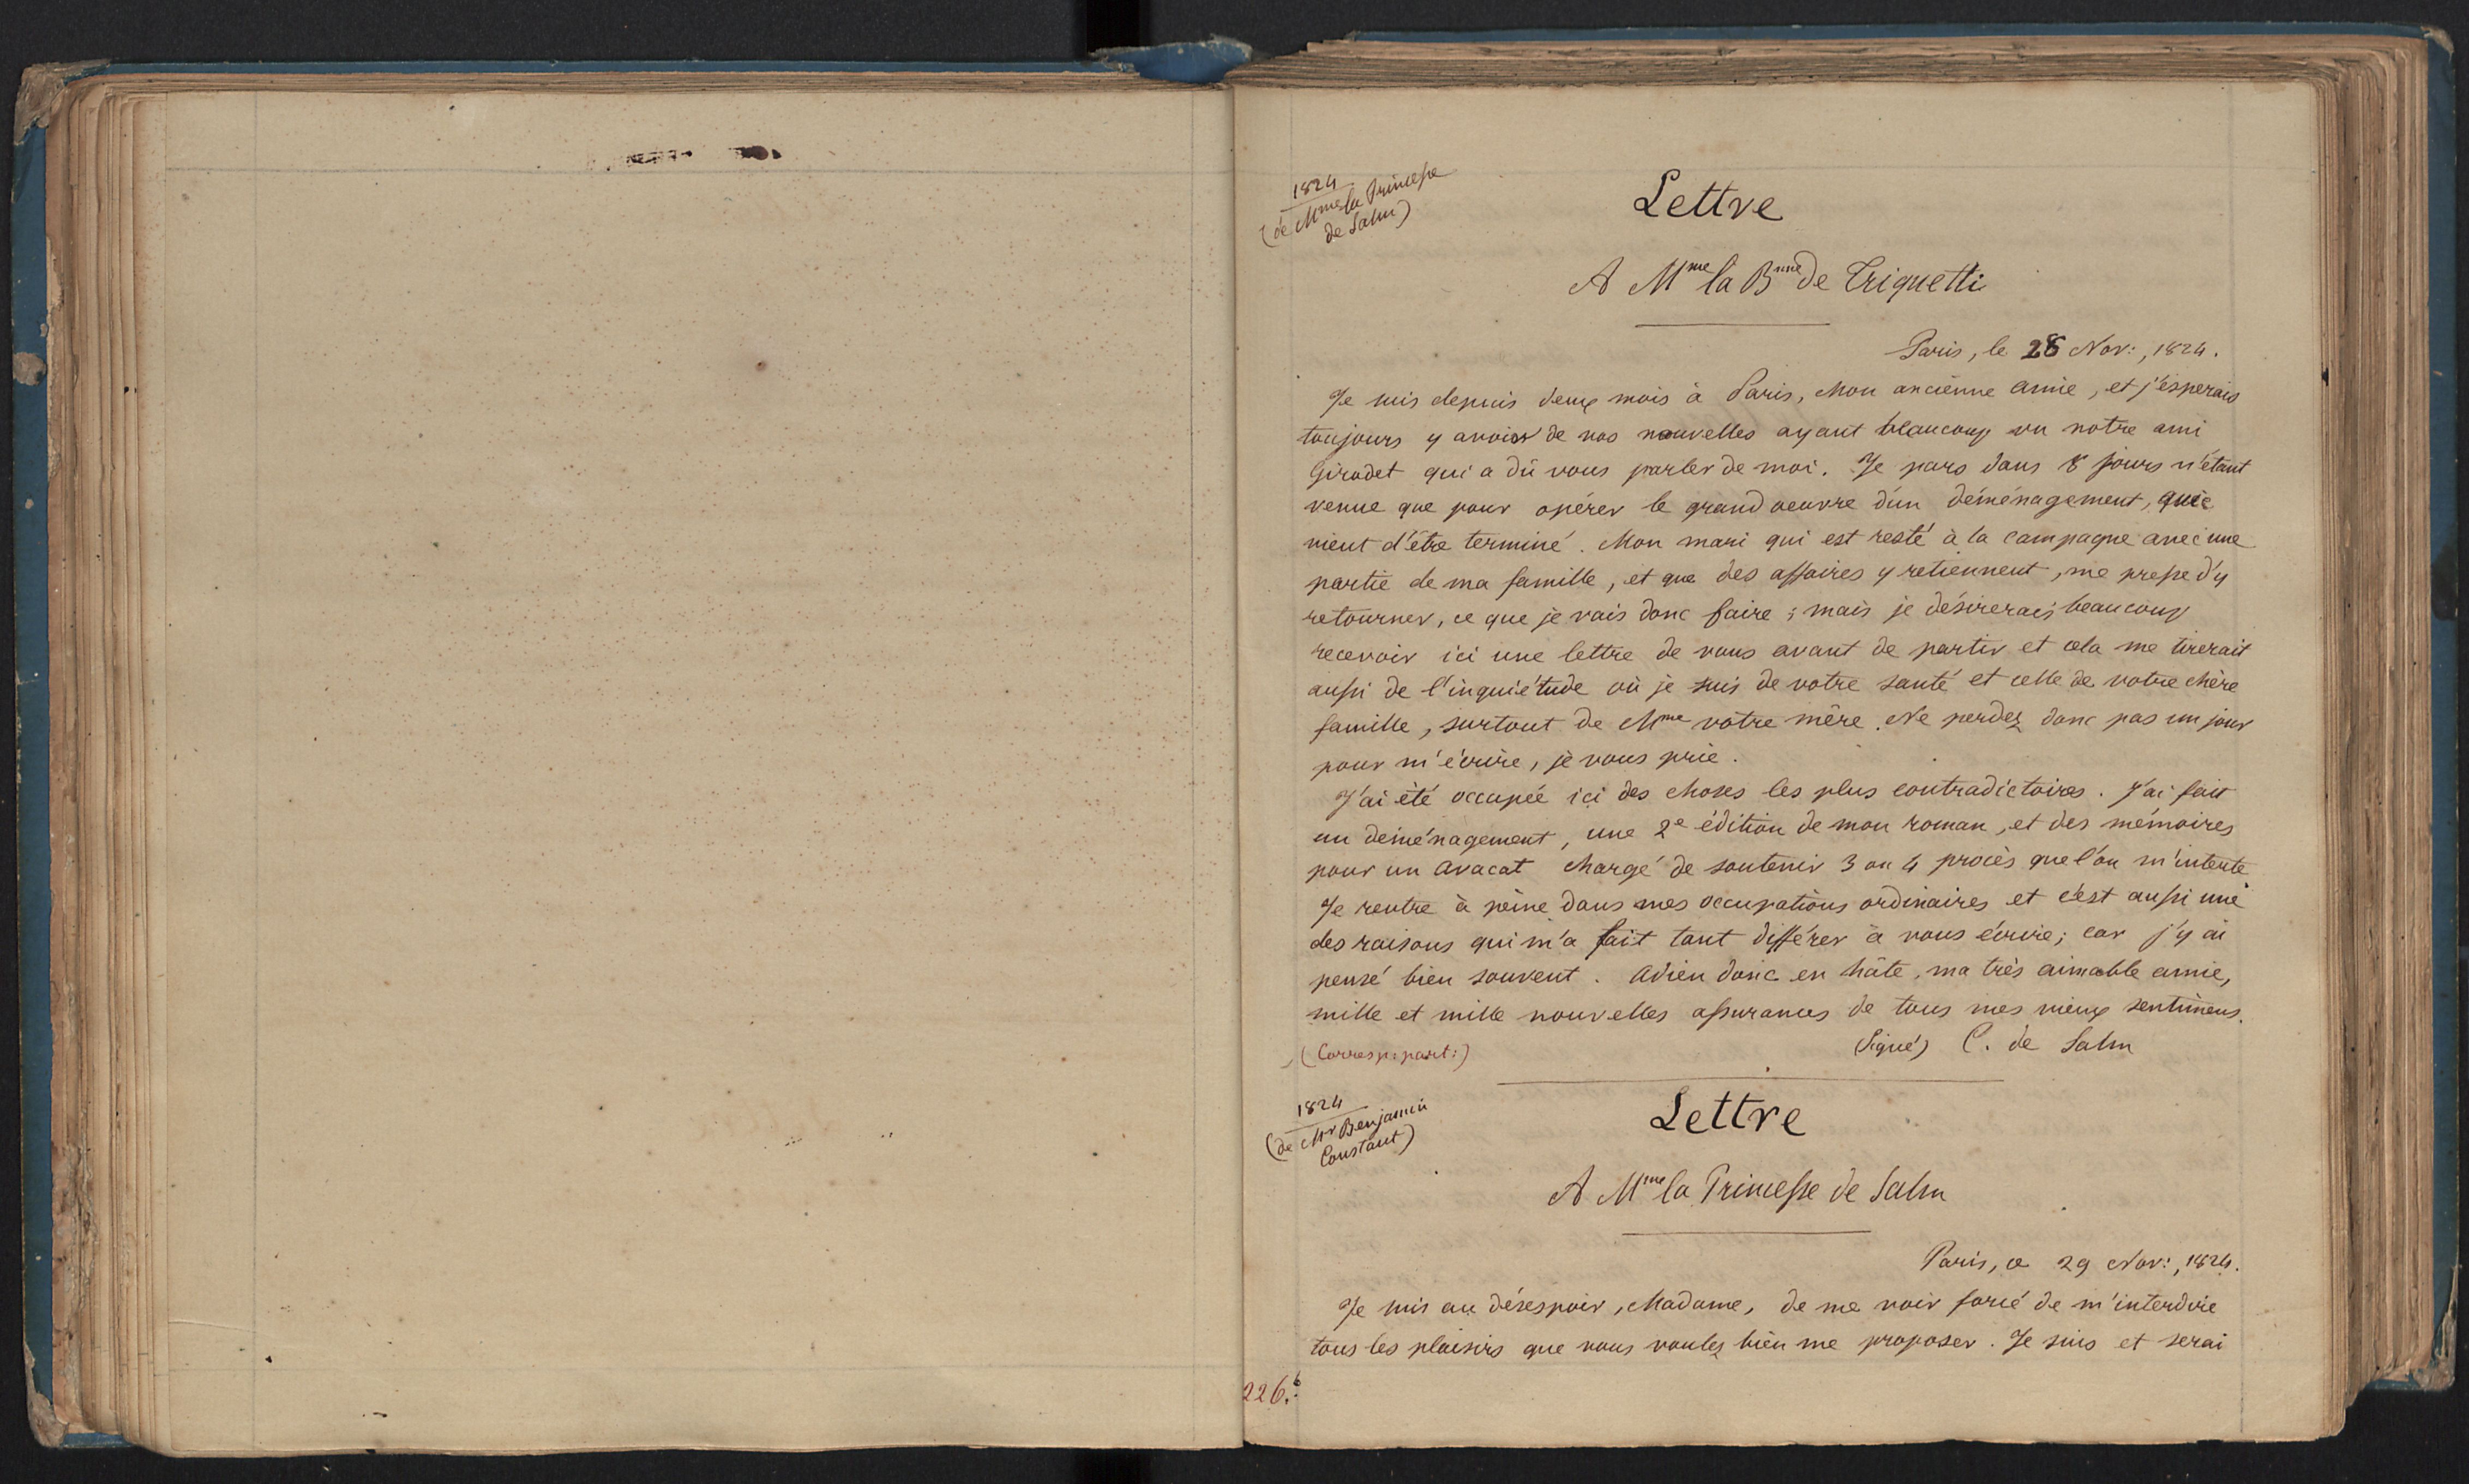 1824
(de Mme la Princesse
de Salm)
Lettre
A Mme la Bnne de Triquetti
Paris, le 28 Nov:, 1824.
Je suis depuis deux mois à Paris, Mon ancienne amie, et j'esperais
toujours y avoir de vos nouvelles ayant beaucoup vu notre ami
Girodet qui a dû vous parler de moi. Je pars dans 8 jours n'étant
venue que pour opérer le grand oeuvre d'un déménagement, qui
vient d'être terminé. Mon mari qui est resté à la campagne avec une
partie de ma famille, et que des affaires y retiennent, me presse d'y
retourner, ce que je vais donc faire; mais je désirerais beaucoup
recevoir ici une lettre de vous avant de partir et cela me tirerait
aussi de l'inquiétude où je suis de votre santé et celle de votre chère
famille, surtout de Mme votre mère. Ne perdez donc pas un jour
pour m'écrire, je vous prie.
J'ai été occupée ici des choses les plus contradictoires. J'ai fait
un deménagement, une 2e édition de mon roman, et des mémoires
pour un avacat chargé de soutenir 3 ou 4 procès que l'on m'intente
Je rentre à peine dans mes occupations ordinaires et c'est aussi une
des raisons qui m'a fait tant différer à vous écrire; car j'y ai
pensé bien souvent. Adieu donc en hâte, ma très aimable amie,
mille et mille nouvelles assurances de tous mes vieux sentimens.
(Corresp: part:)
(Signé) C. de Salm
1824
(de Mr Benjamin
Constant)
Lettre
A Mme la Princesse de Salm
Paris, ce 29 Nov:, 1824.
Je suis au désespoir, Madame, de me voir forcé de m'interdire
tous les plaisirs que vous voulez bien me proposer. Je suis et serai
226.b